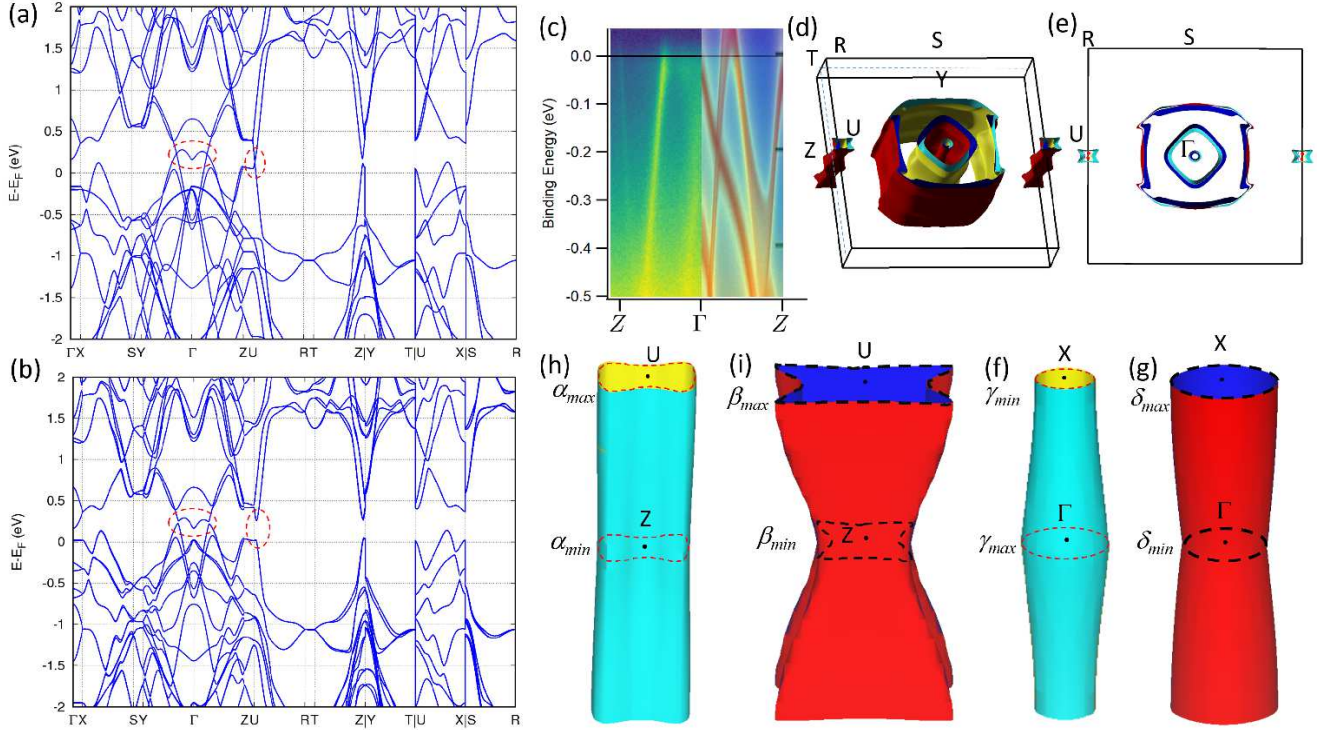 (a)
2
1.5
1
0.5
0
-0.5
-1
-1.5
-2
E-E_F (eV)
ΓX SY Γ ZU RT Z|Y T|U X|S R
(b)
2
1.5
1
0.5
0
-0.5
-1
-1.5
-2
E-E_F (eV)
ΓX SY Γ ZU RT Z|Y T|U X|S R
(c)
Binding Energy (eV)
0.0
-0.1
-0.2
-0.3
-0.4
-0.5
Z Γ Z
(d)
R S
T
Y
U
Z
U
(e)
R S
Γ
(h)
U
α_max
Z
α_min
(i)
U
β_max
Z
β_min
(f)
X
γ_min
Γ
γ_max
(g)
X
δ_max
Γ
δ_min